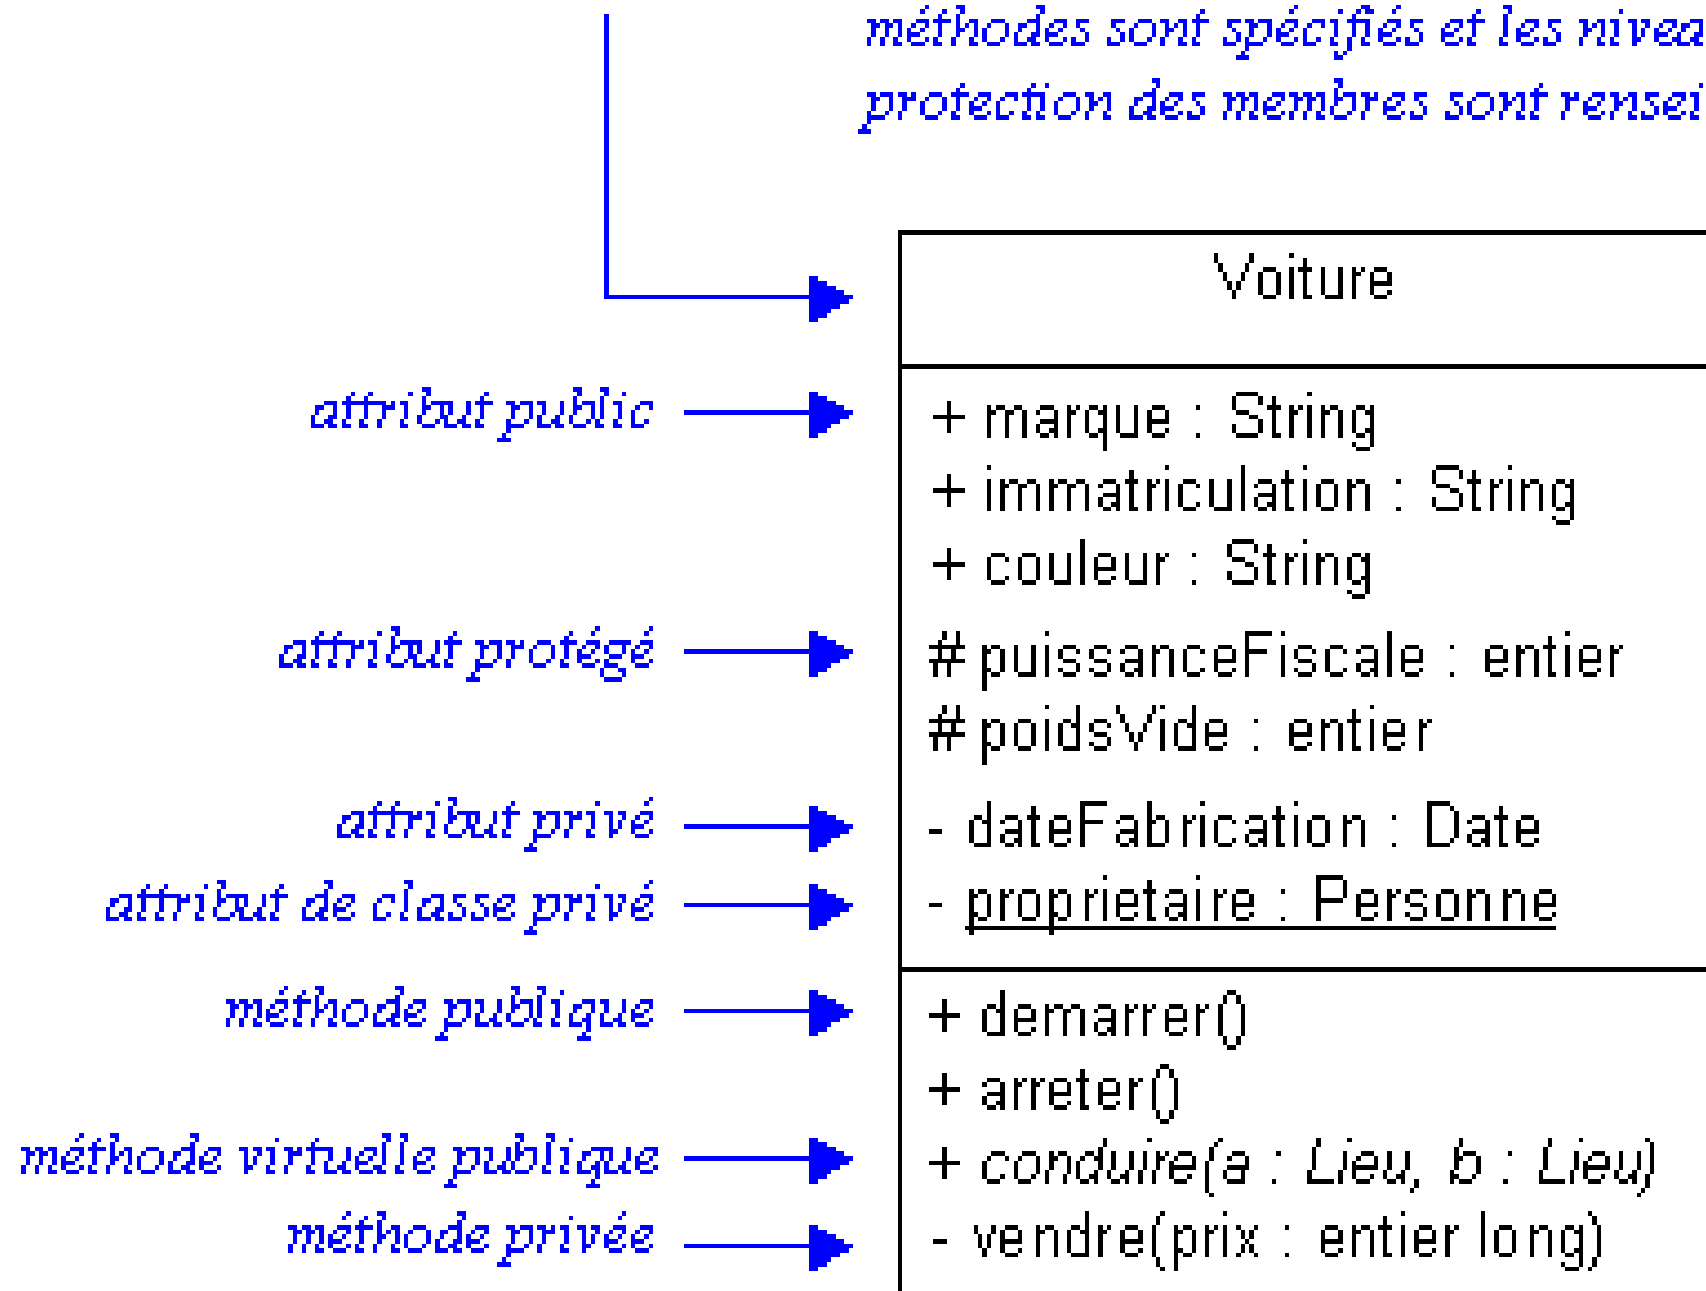 méthodes sont spécifiés et les nivea
protection des membres sont rensei
Voiture
attribut public
+ marque : String
+ immatriculation : String
+ couleur : String
attribut protégé
# puissanceFiscale : entier
# poidsVide : entier
attribut privé
- dateFabrication : Date
attribut de classe privé
- proprietaire : Personne
méthode publique
+ demarrer()
+ arreter()
méthode virtuelle publique
+ conduire(a : Lieu, b : Lieu)
méthode privée
- vendre(prix : entier long)